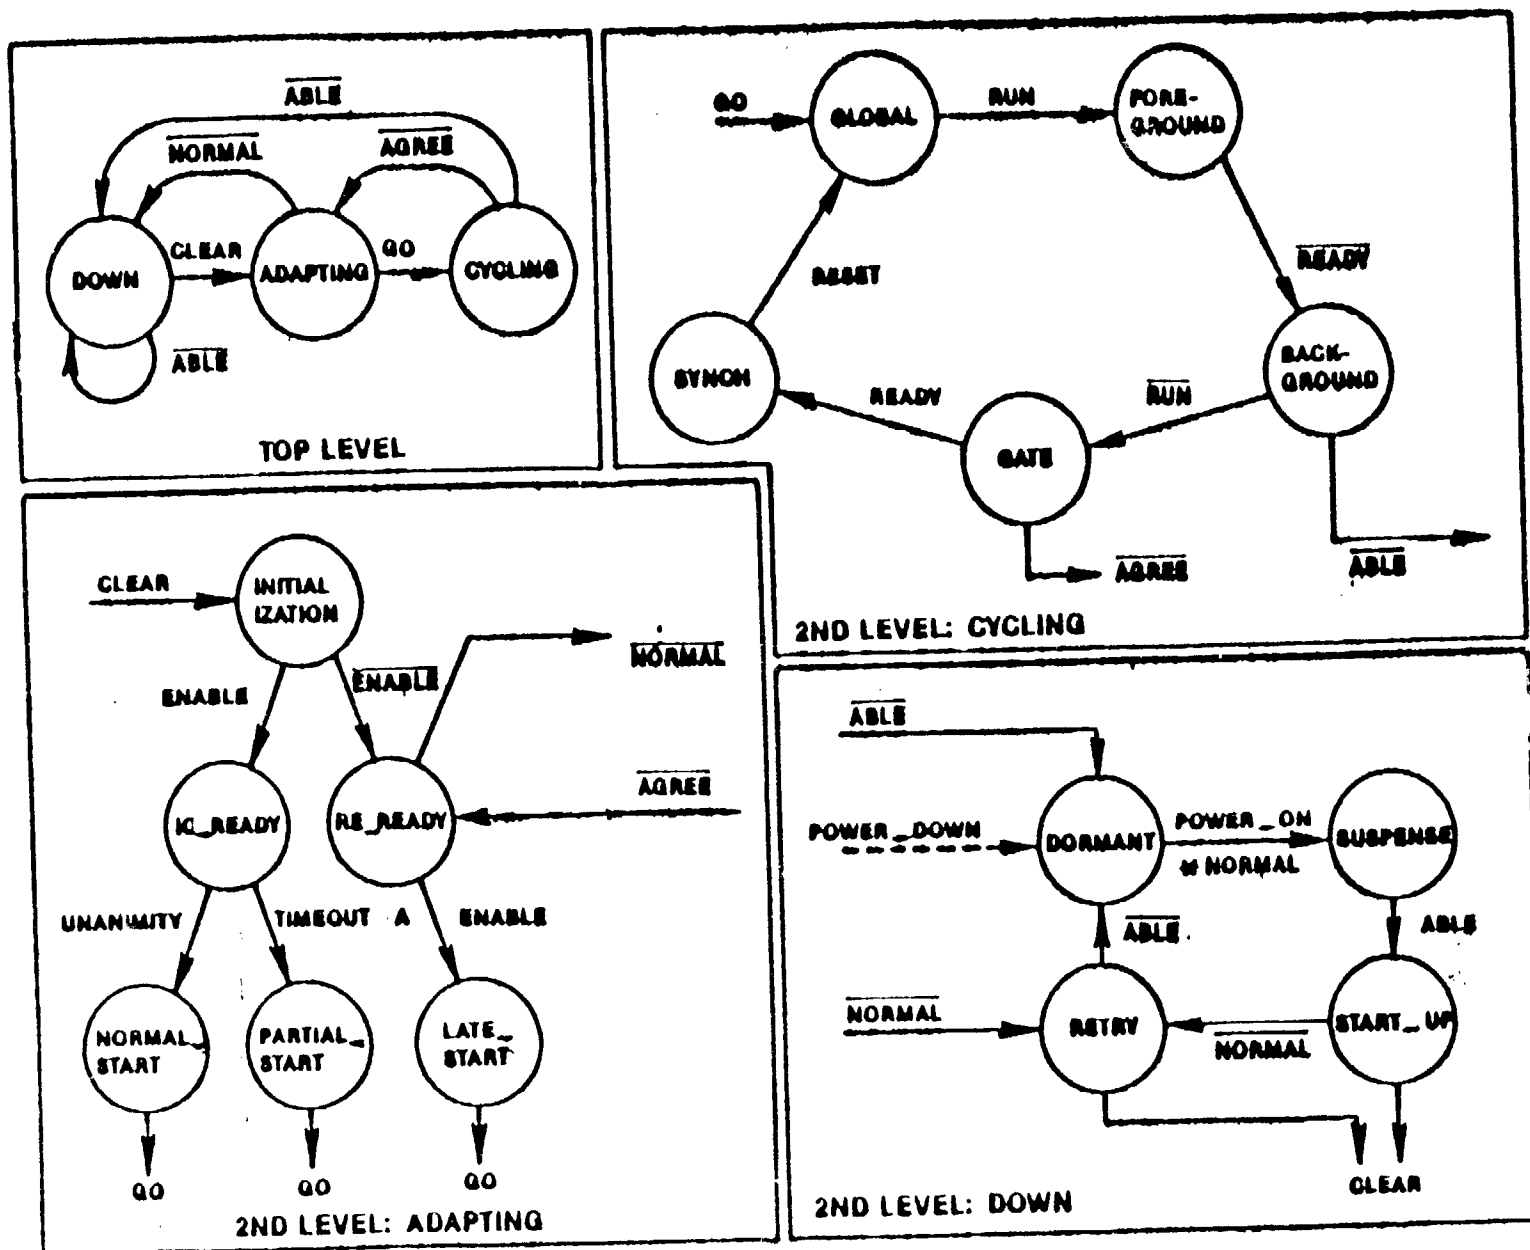 ABLE
NORMAL
AGREE
DOWN
CLEAR
ADAPTING
GO
CYCLING
ABLE
TOP LEVEL
GO
GLOBAL
RUN
FORE-
GROUND
READY
RESET
BACK-
GROUND
SYNCH
READY
RUN
GATE
AGREE
ABLE
2ND LEVEL: CYCLING
CLEAR
INITIAL
IZATION
NORMAL
ENABLE
ENABLE
AGREE
IC_READY
RE_READY
UNANIMITY
TIMEOUT A
ENABLE
NORMAL_
START
PARTIAL_
START
LATE_
START
GO
GO
GO
2ND LEVEL: ADAPTING
ABLE
POWER_DOWN
DORMANT
POWER_ON
* NORMAL
SUSPENSE
ABLE
ABLE
NORMAL
RETRY
NORMAL
START_UP
CLEAR
2ND LEVEL: DOWN